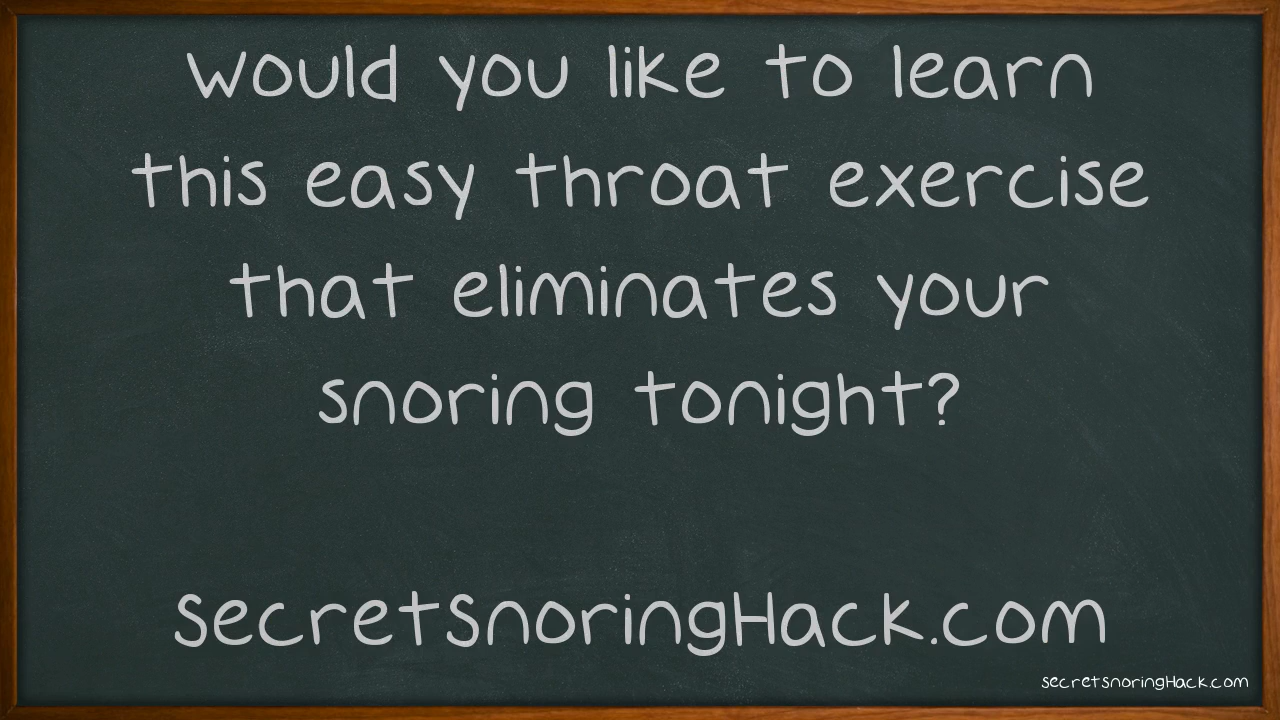 Would you like to learn
this easy throat exercise
that eliminates your
snoring tonight?
SecretSnoringHack.com
secretsnoringHack.com